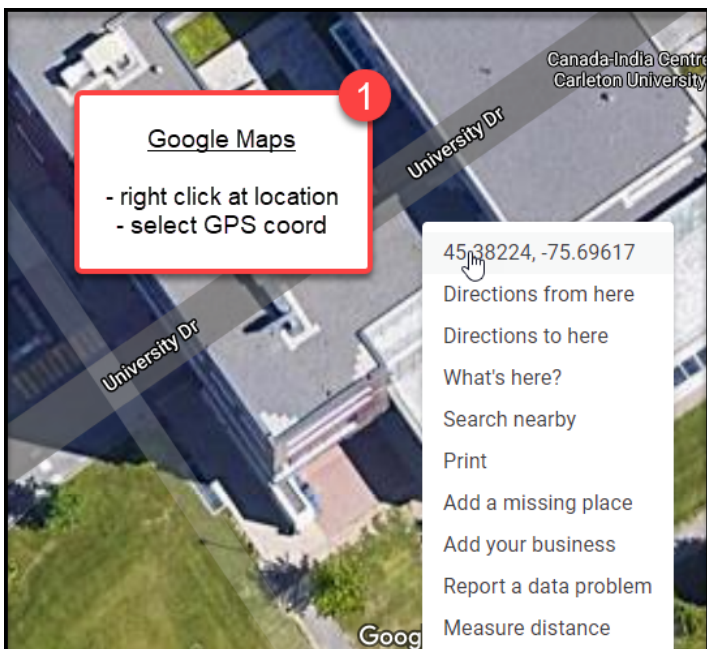 Canada-India Centre
Carleton University
1
Google Maps
- right click at location
- select GPS coord
University Dr
University Dr
45.38224, -75.69617
Directions from here
Directions to here
What's here?
Search nearby
Print
Add a missing place
Add your business
Report a data problem
Measure distance
Goog